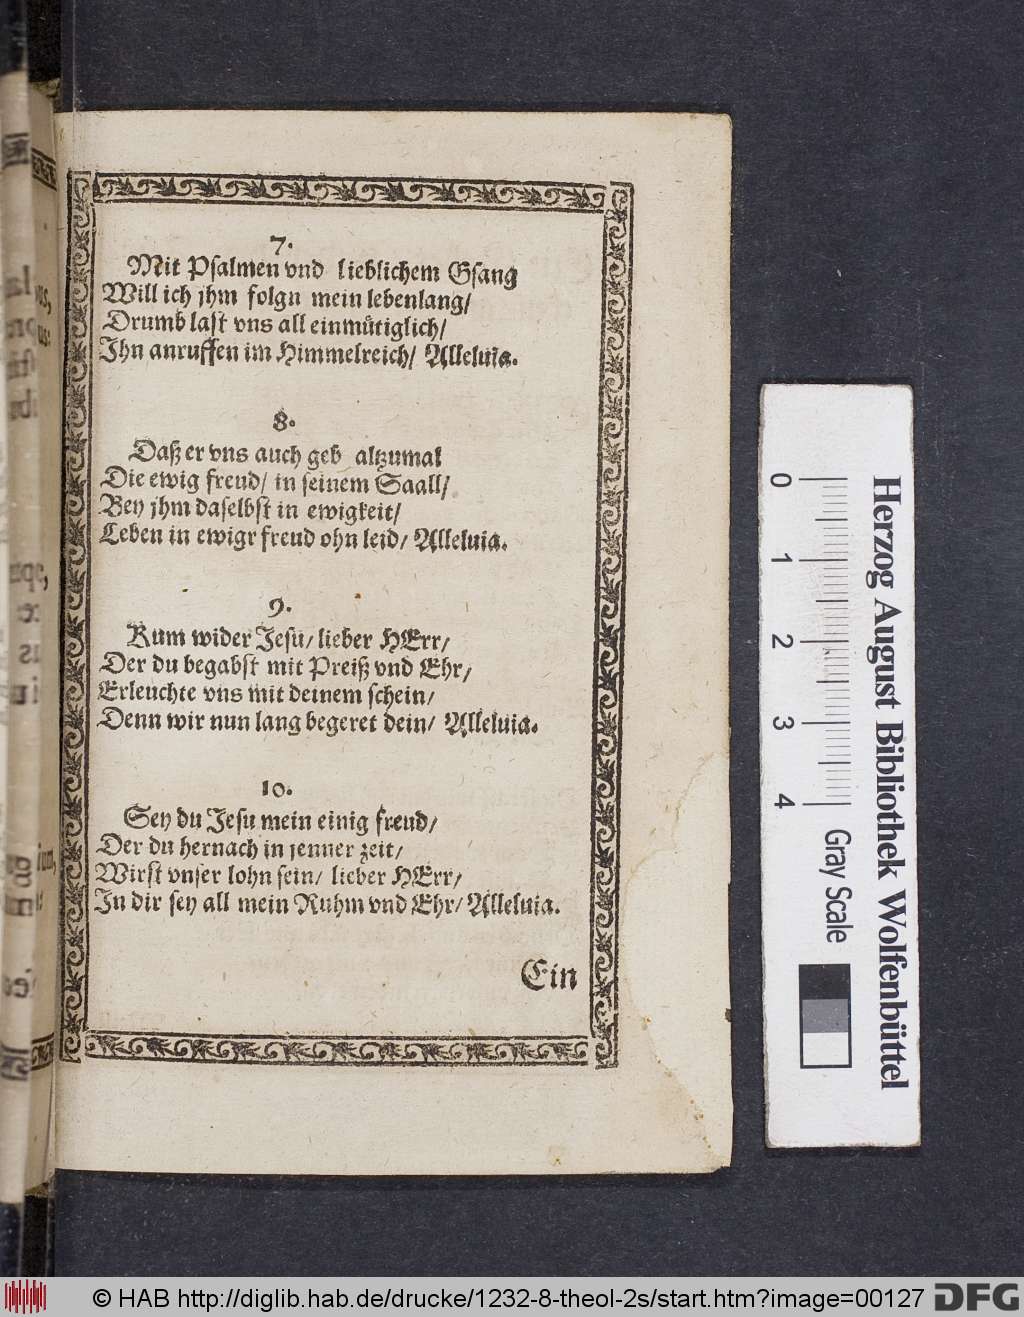 7.
Mit Psalmen vnd lieblichem Gsang
Will ich jhm folgn mein lebenlang/
Drumb last vns all einmütiglich/
Ihn anruffen im Himmelreich/ Alleluia.
8.
Daß er vns auch geb altzumal
Die ewig freud/ in seinem Saall/
Bey jhm daselbst in ewigkeit/
Leben in ewigr freud ohn leid/ Alleluia.
9.
Kum wider Jesu/ lieber HErr/
Der du begabst mit Preiß vnd Ehr/
Erleuchte vns mit deinem schein/
Denn wir nun lang begeret dein/ Alleluia.
10.
Sey du Jesu mein einig freud/
Der du hernach in jenner zeit/
Wirst vnser lohn sein/ lieber HErr/
In dir sey all mein Ruhm vnd Ehr/ Alleluia.
Ein
Herzog August Bibliothek Wolfenbüttel
0 1 2 3 4 Gray Scale
© HAB http://diglib.hab.de/drucke/1232-8-theol-2s/start.htm?image=00127 DFG